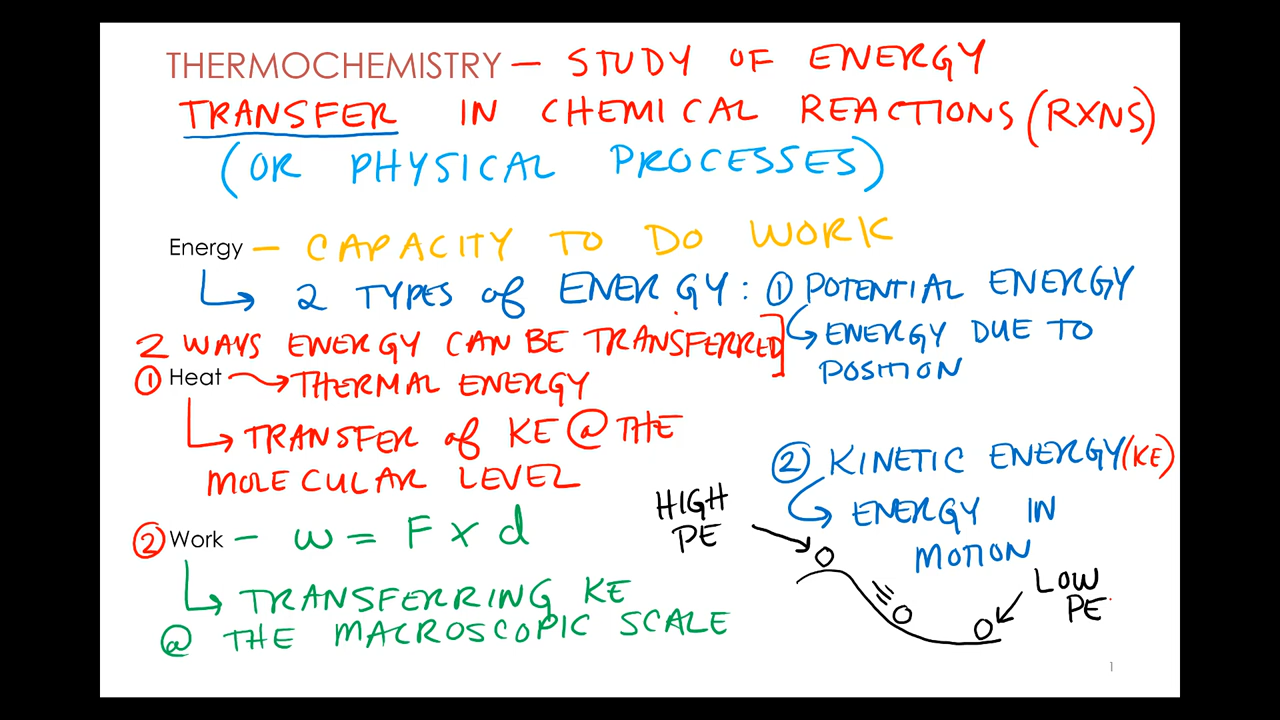 THERMOCHEMISTRY – STUDY OF ENERGY
TRANSFER IN CHEMICAL REACTIONS (RXNS)
(OR PHYSICAL PROCESSES)
Energy – CAPACITY TO DO WORK
2 TYPES of ENERGY: ① POTENTIAL ENERGY
ENERGY DUE TO
POSITION
2 WAYS ENERGY CAN BE TRANSFERRED]
① Heat → THERMAL ENERGY
TRANSFER of KE @ THE
MOLECULAR LEVEL
② KINETIC ENERGY (KE)
ENERGY IN
MOTION
HIGH
PE
LOW
PE
② Work – w = F x d
TRANSFERRING KE
@ THE MACROSCOPIC SCALE
1